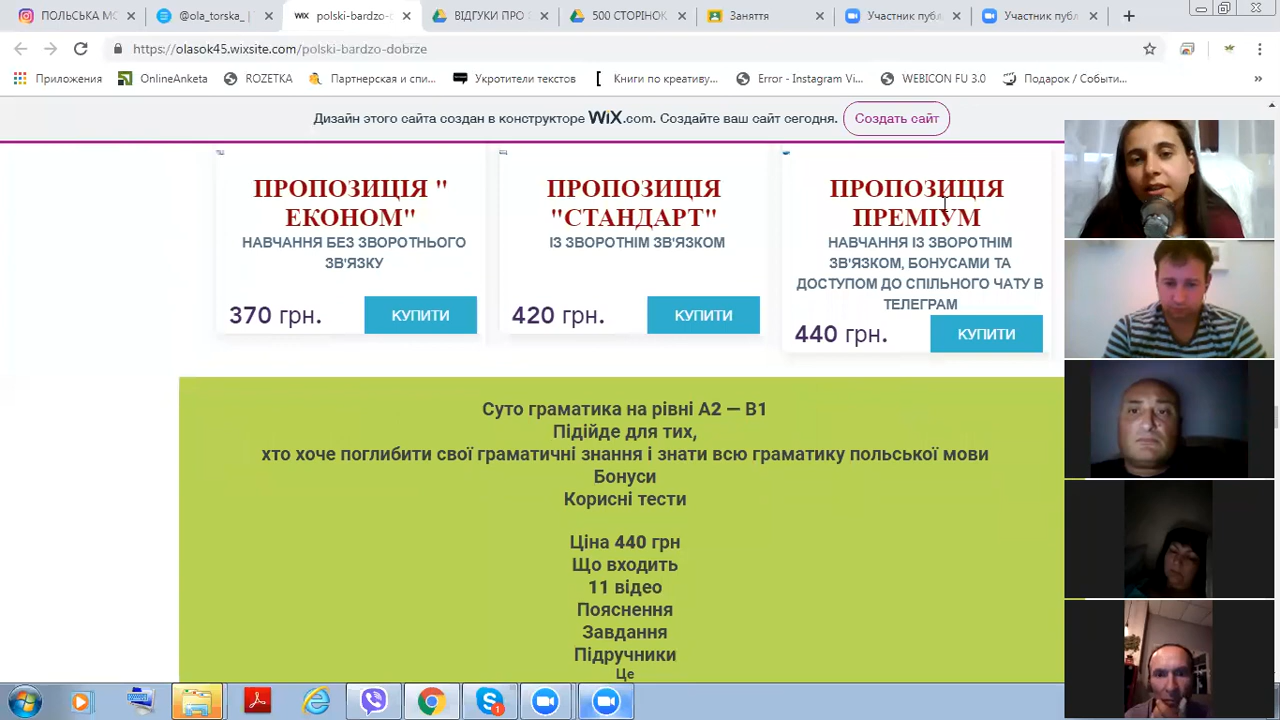 ПОЛЬСЬКА МО
@ola_torska_
polski-bardzo-d
ВІДГУКИ ПРО
500 СТОРІНОК
Заняття
Участник публ
Участник публ
https://olasok45.wixsite.com/polski-bardzo-dobrze
Приложения
OnlineAnketa
ROZETKA
Партнерская и спи...
Укротители текстов
Книги по креативу...
Error - Instagram Vi...
WEBICON FU 3.0
Подарок / Событи...
Дизайн этого сайта создан в конструкторе WiX.com. Создайте ваш сайт сегодня.
Создать сайт
ПРОПОЗИЦІЯ "
ЕКОНОМ"
НАВЧАННЯ БЕЗ ЗВОРОТНЬОГО
ЗВ'ЯЗКУ
370 грн.
КУПИТИ
ПРОПОЗИЦІЯ
"СТАНДАРТ"
ІЗ ЗВОРОТНІМ ЗВ'ЯЗКОМ
420 грн.
КУПИТИ
ПРОПОЗИЦІЯ
ПРЕМІУМ
НАВЧАННЯ ІЗ ЗВОРОТНІМ
ЗВ'ЯЗКОМ, БОНУСАМИ ТА
ДОСТУПОМ ДО СПІЛЬНОГО ЧАТУ В
ТЕЛЕГРАМ
440 грн.
КУПИТИ
Суто граматика на рівні А2 — В1
Підійде для тих,
хто хоче поглибити свої граматичні знання і знати всю граматику польської мови
Бонуси
Корисні тести
Ціна 440 грн
Що входить
11 відео
Пояснення
Завдання
Підручники
Це